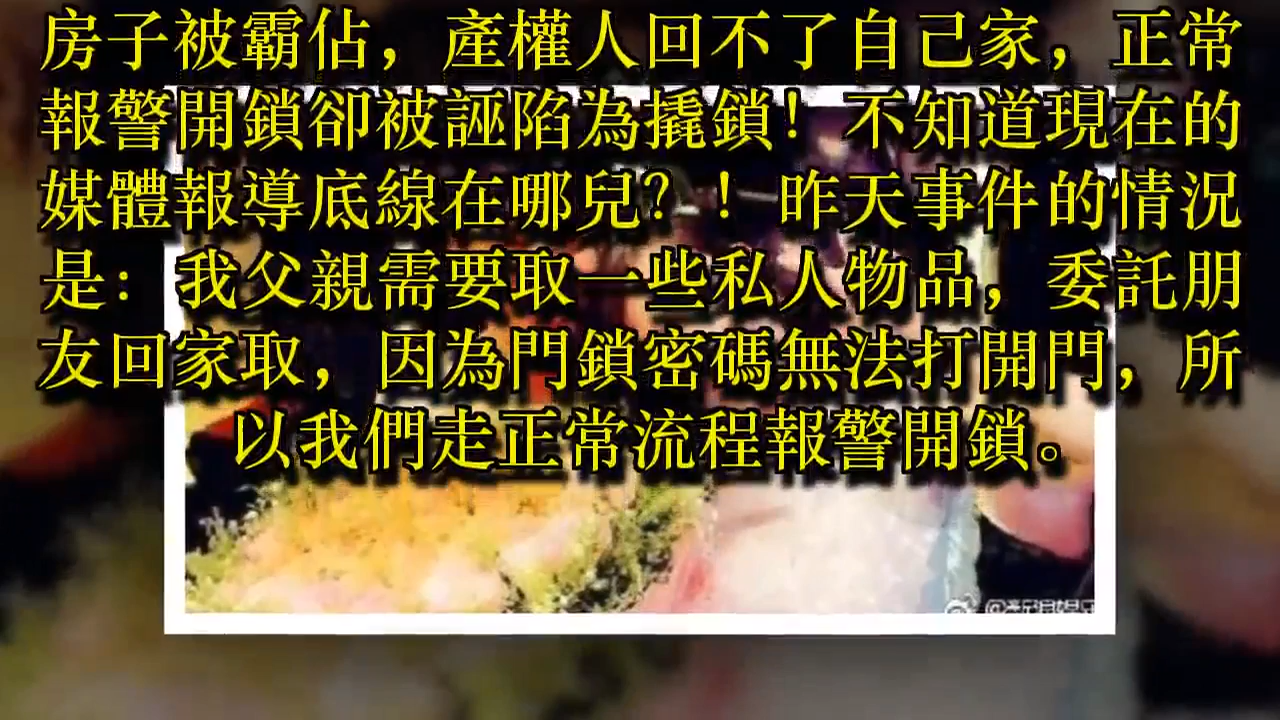 房子被霸佔，產權人回不了自己家，正常
報警開鎖卻被誣陷為撬鎖！不知道現在的
媒體報導底線在哪兒？！昨天事件的情況
是：我父親需要取一些私人物品，委託朋
友回家取，因為門鎖密碼無法打開門，所
以我們走正常流程報警開鎖。